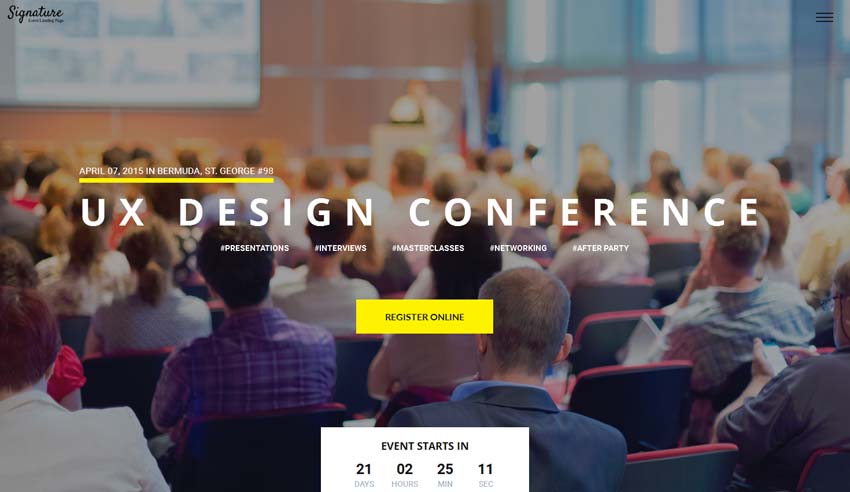 Signature
Event Landing Page
APRIL 07, 2015 IN BERMUDA, ST. GEORGE #98
UX DESIGN CONFERENCE
#PRESENTATIONS #INTERVIEWS #MASTERCLASSES #NETWORKING #AFTER PARTY
REGISTER ONLINE
EVENT STARTS IN
21 02 25 11
DAYS HOURS MIN SEC